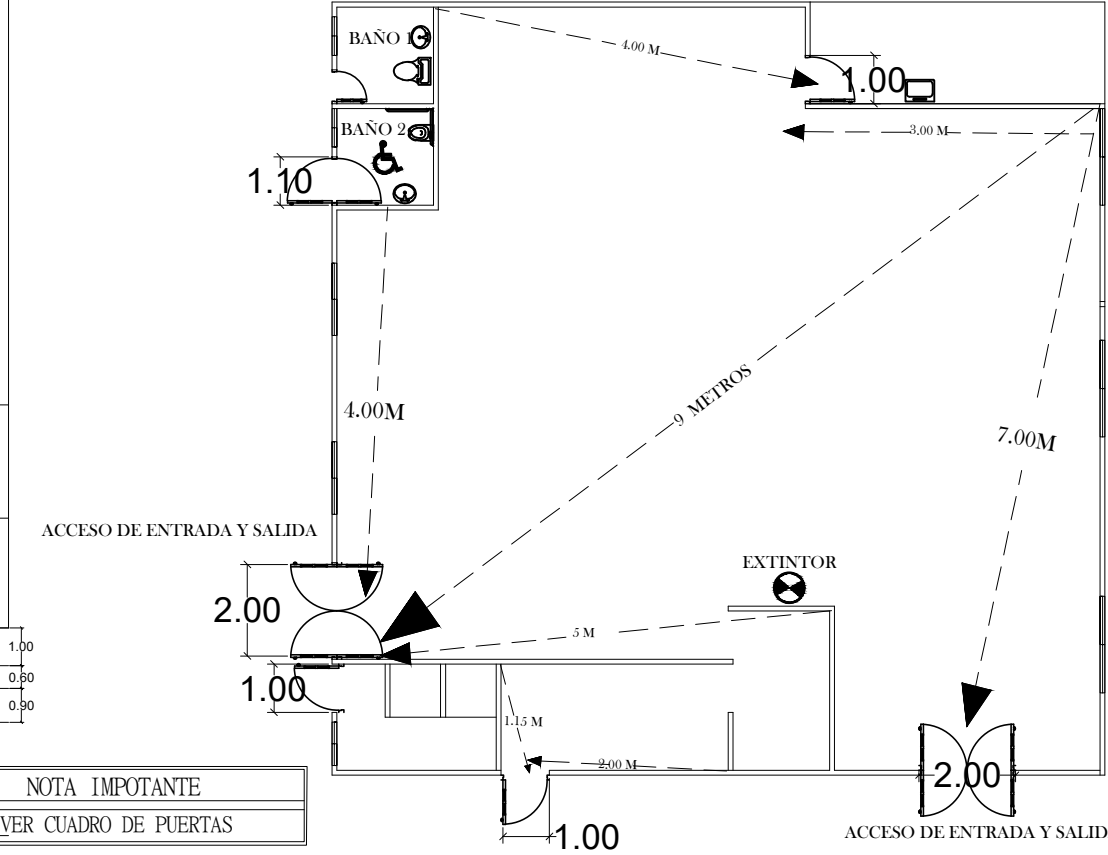 BAÑO 1
4.00 M
1.00
BAÑO 2
3.00 M
1.10
4.00M
9 METROS
7.00M
ACCESO DE ENTRADA Y SALIDA
EXTINTOR
2.00
5 M
1.00
0.60
0.90
1.00
1.15 M
2.00 M
2.00
NOTA IMPOTANTE
VER CUADRO DE PUERTAS
1.00
ACCESO DE ENTRADA Y SALID